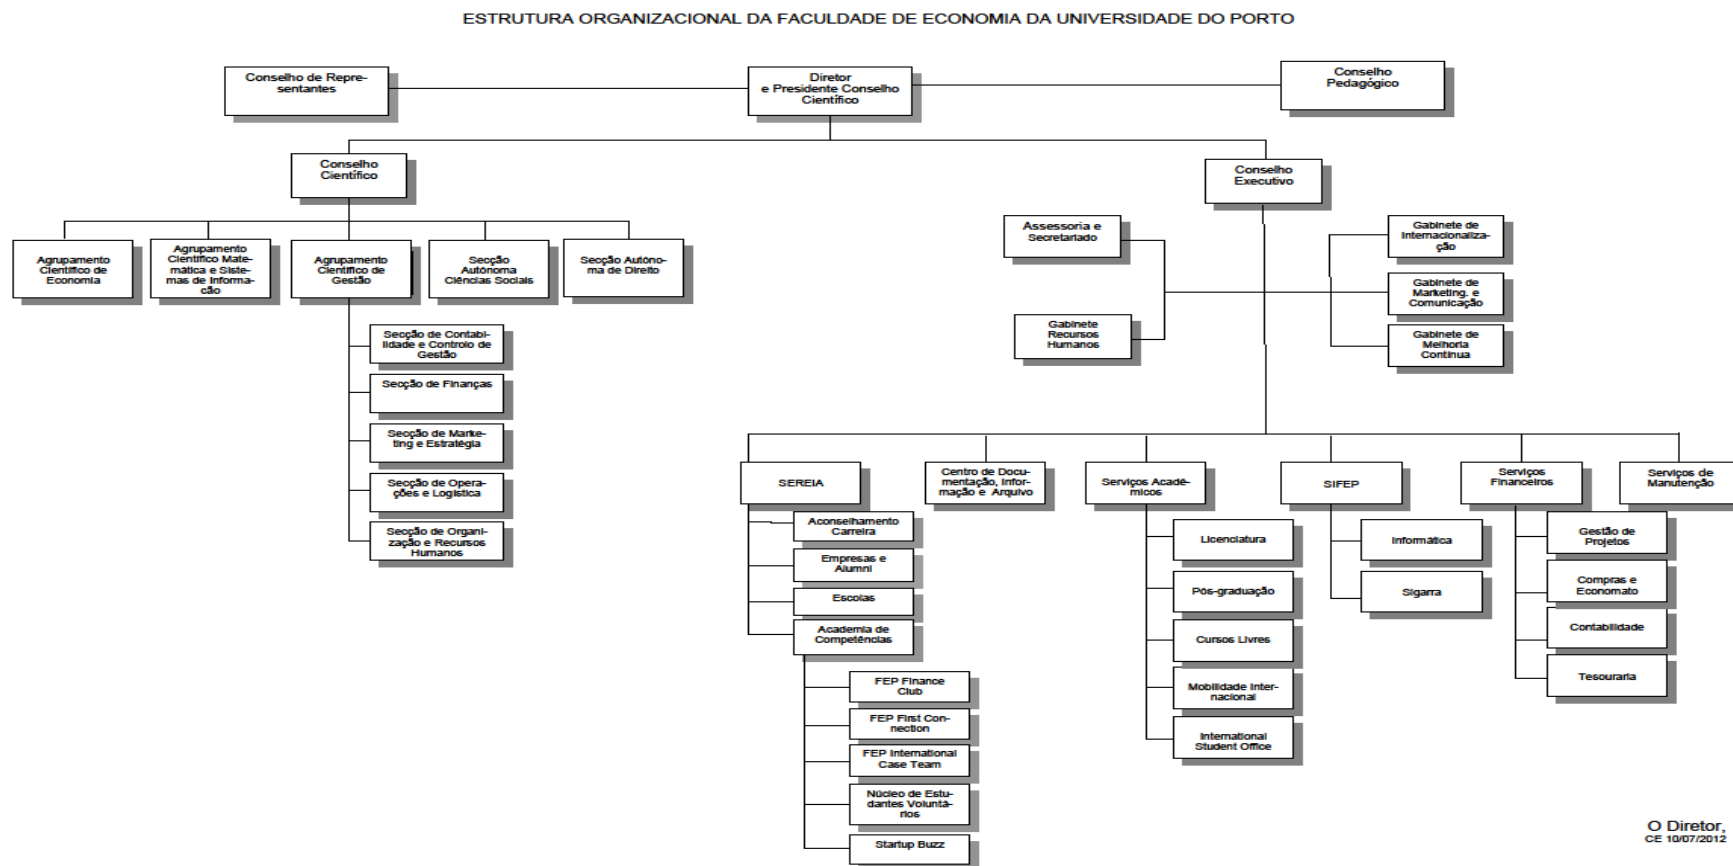 ESTRUTURA ORGANIZACIONAL DA FACULDADE DE ECONOMIA DA UNIVERSIDADE DO PORTO
Conselho de Repre-
sentantes
Diretor
e Presidente Conselho
Científico
Conselho
Pedagógico
Conselho
Científico
Conselho
Executivo
Agrupamento
Científico de
Economia
Agrupamento
Científico Mate-
mática e Siste-
mas de Informa-
cão
Agrupamento
Científico de
Gestão
Secção
Autónoma
Ciências Sociais
Secção Autóno-
ma de Direito
Assessoria e
Secretariado
Gabinete
Recursos
Humanos
Gabinete de
Internacionaliza-
ção
Gabinete de
Marketing. e
Comunicação
Gabinete de
Melhoria
Contínua
Secção de Contabi-
lidade e Controlo de
Gestão
Secção de Finanças
Secção de Marke-
ting e Estratégia
Secção de Opera-
ções e Logística
Secção de Organi-
zação e Recursos
Humanos
SEREIA
Centro de Docu-
mentação, Infor-
mação e Arquivo
Serviços Acadé-
micos
SIFEP
Serviços
Financeiros
Serviços de
Manutenção
Aconselhamento
Carreira
Empresas e
Alumni
Escolas
Academia de
Competências
FEP Finance
Club
FEP First Con-
nection
FEP International
Case Team
Núcleo de Estu-
dantes Voluntá-
rios
Startup Buzz
Licenciatura
Pós-graduação
Cursos Livres
Mobilidade Inter-
nacional
International
Student Office
Informática
Sigarra
Gestão de
Projetos
Compras e
Economato
Contabilidade
Tesouraria
O Diretor,
CE 10/07/2012